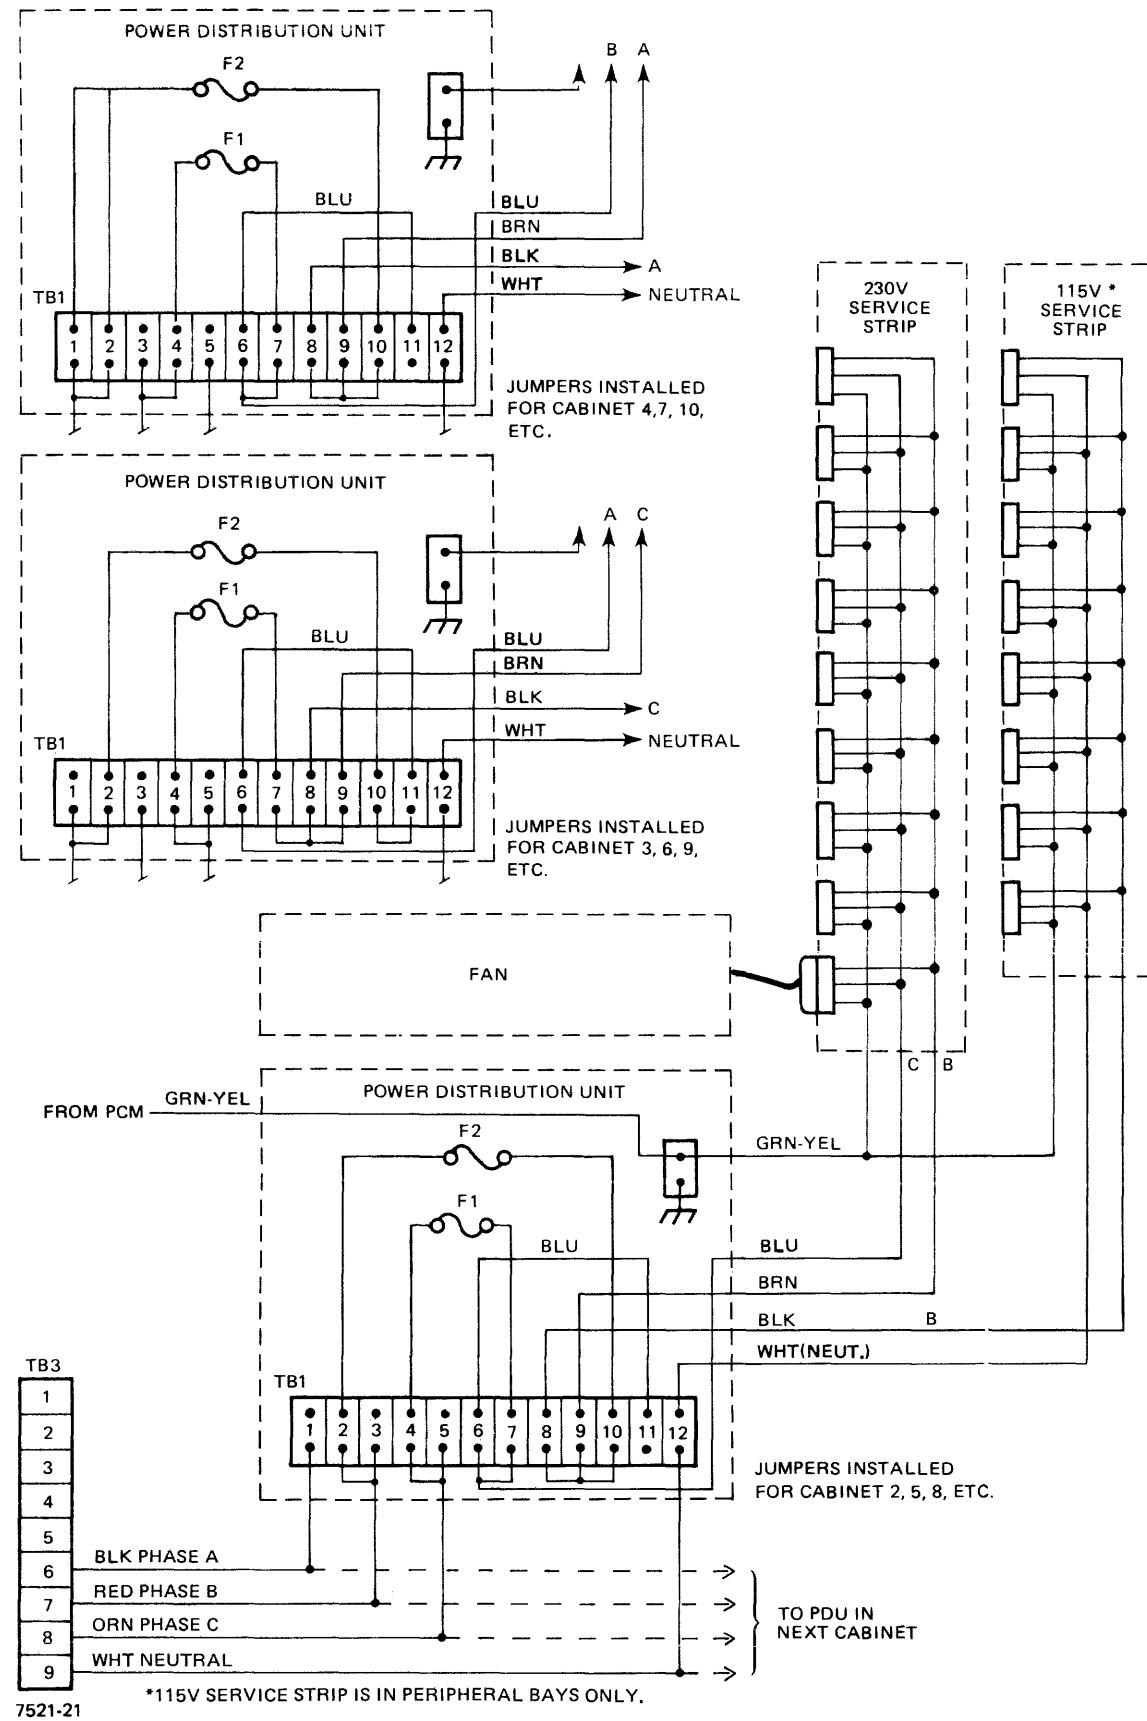 POWER DISTRIBUTION UNIT
F2
F1
B A
BLU
BLU
BRN
BLK
A
WHT
NEUTRAL
TB1
1 2 3 4 5 6 7 8 9 10 11 12
JUMPERS INSTALLED
FOR CABINET 4,7, 10,
ETC.
POWER DISTRIBUTION UNIT
F2
F1
A C
BLU
BLU
BRN
BLK
C
WHT
NEUTRAL
TB1
1 2 3 4 5 6 7 8 9 10 11 12
JUMPERS INSTALLED
FOR CABINET 3, 6, 9,
ETC.
230V
SERVICE
STRIP
115V *
SERVICE
STRIP
FAN
C B
POWER DISTRIBUTION UNIT
FROM PCM
GRN-YEL
F2
F1
GRN-YEL
BLU
BLU
BRN
BLK
B
WHT(NEUT.)
TB1
1 2 3 4 5 6 7 8 9 10 11 12
JUMPERS INSTALLED
FOR CABINET 2, 5, 8, ETC.
TB3
1
2
3
4
5
6
7
8
9
BLK PHASE A
RED PHASE B
ORN PHASE C
WHT NEUTRAL
TO PDU IN
NEXT CABINET
*115V SERVICE STRIP IS IN PERIPHERAL BAYS ONLY.
7521-21